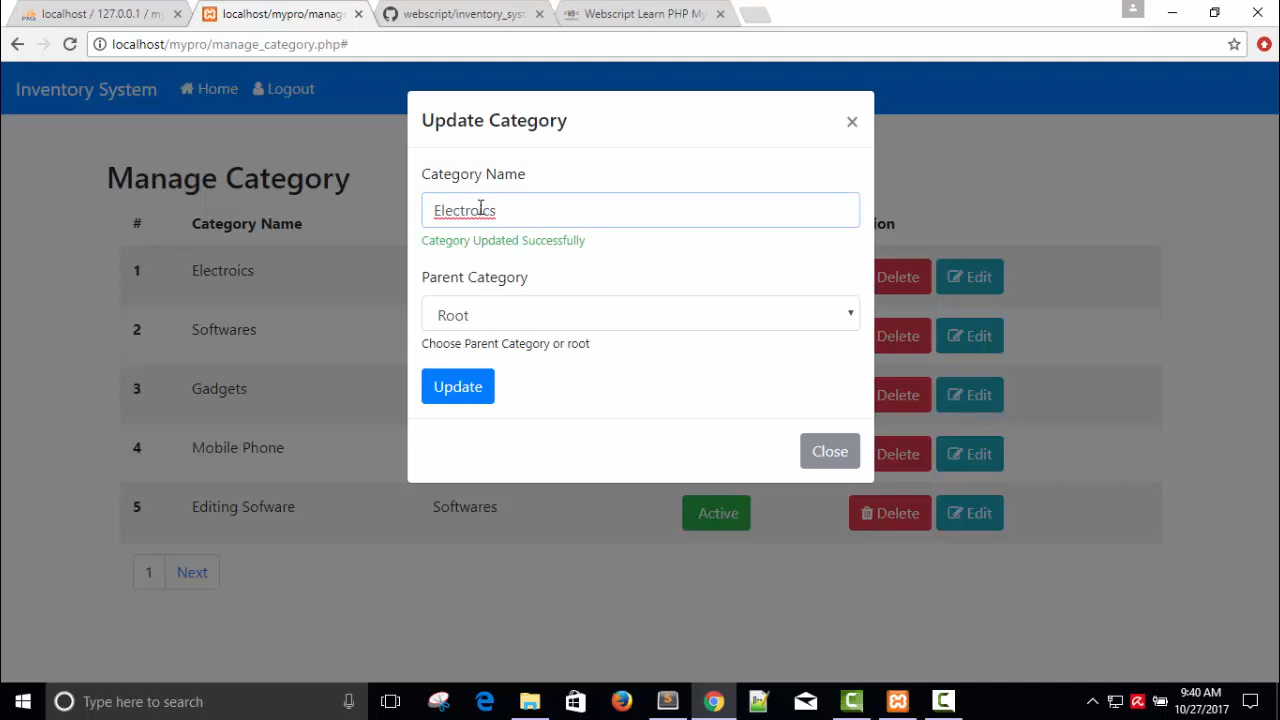 localhost / 127.0.0.1 / my
localhost/mypro/manage
webscript/inventory_syst
Webscript Learn PHP My
localhost/mypro/manage_category.php#
Inventory System Home Logout
Update Category ×
Manage Category
Category Name
# Category Name
Electroics
Category Updated Successfully
1 Electroics Delete Edit
Parent Category
Root
2 Softwares Delete Edit
Choose Parent Category or root
Update
3 Gadgets Delete Edit
4 Mobile Phone Delete Edit
Close
5 Editing Sofware Softwares Active Delete Edit
1 Next
Type here to search
9:40 AM
10/27/2017